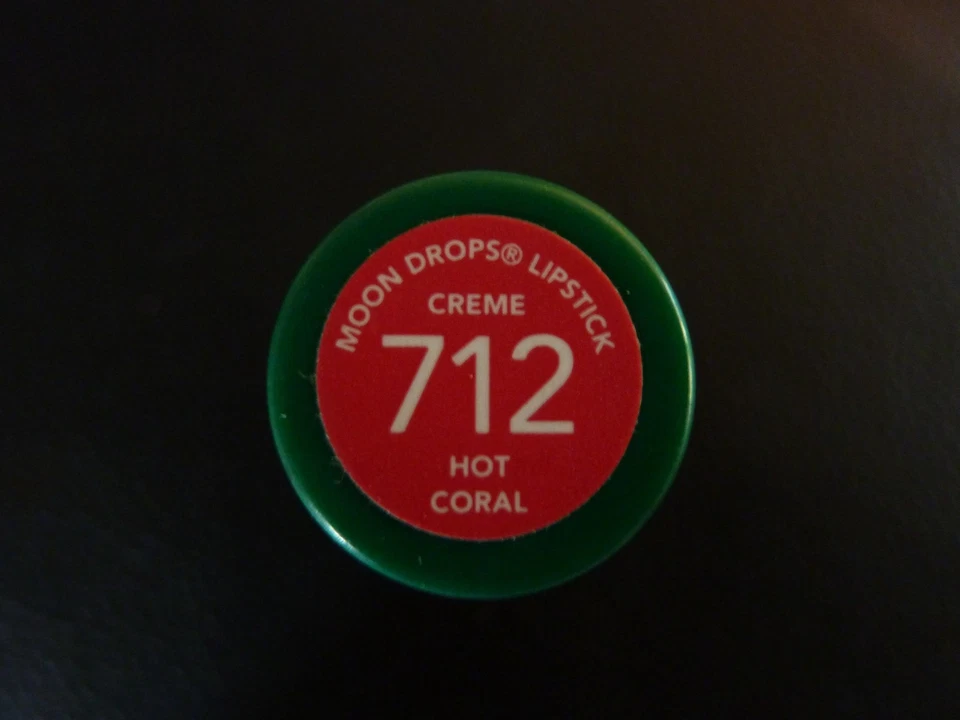 MOON DROPS® LIPSTICK
CREME
712
HOT
CORAL